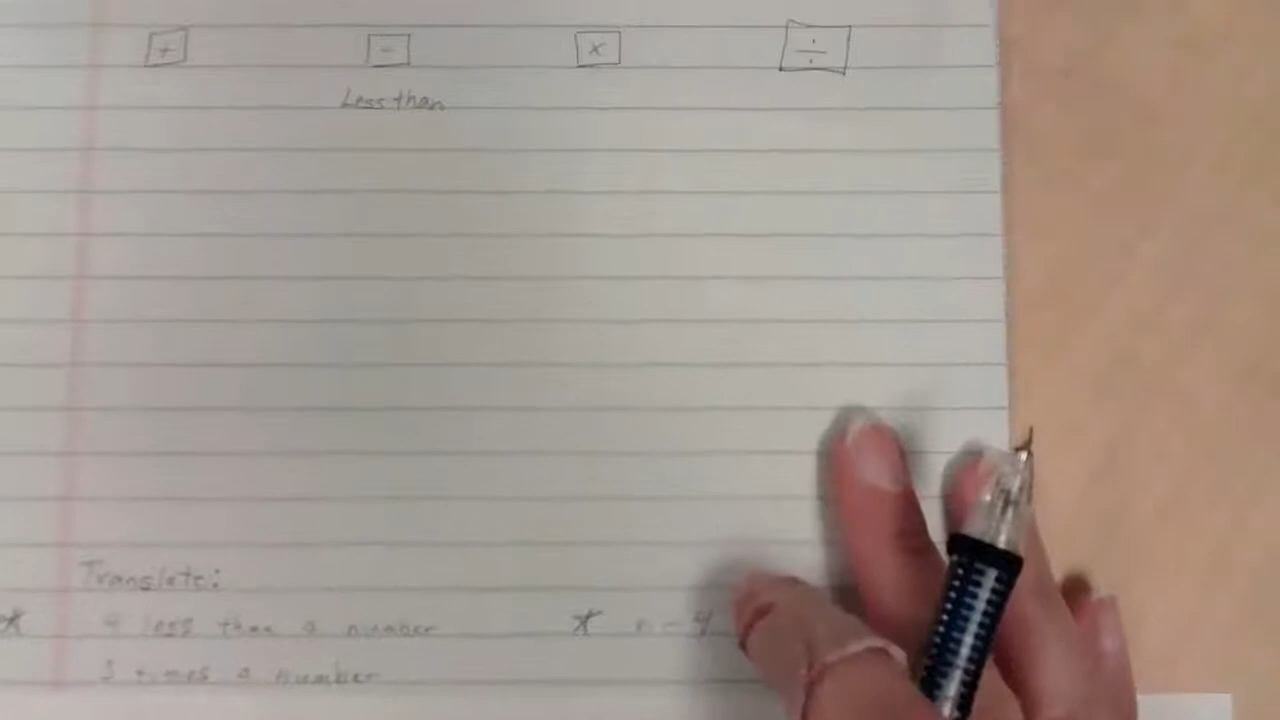 + - × ÷
Less than
Translate:
* 4 less than a number * n - 4
3 times a number